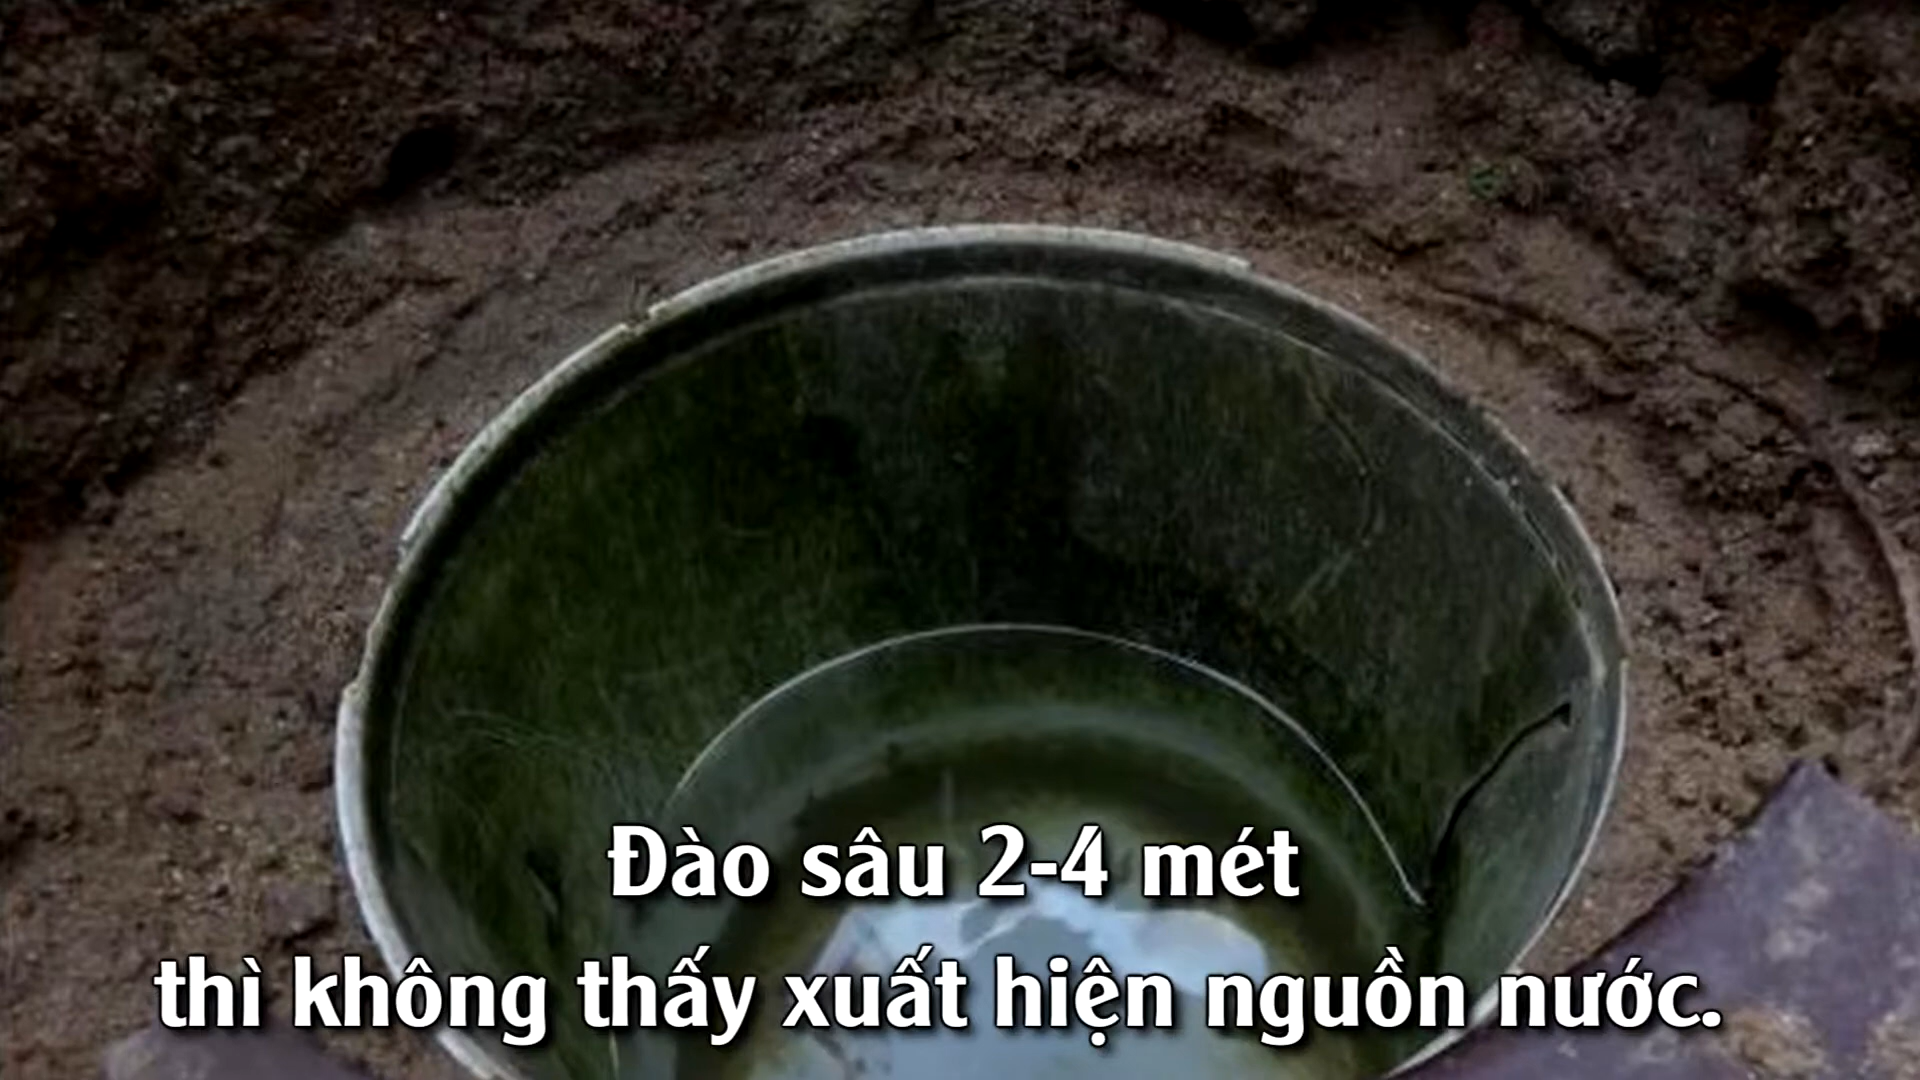 Đào sâu 2-4 mét
thì không thấy xuất hiện nguồn nước.